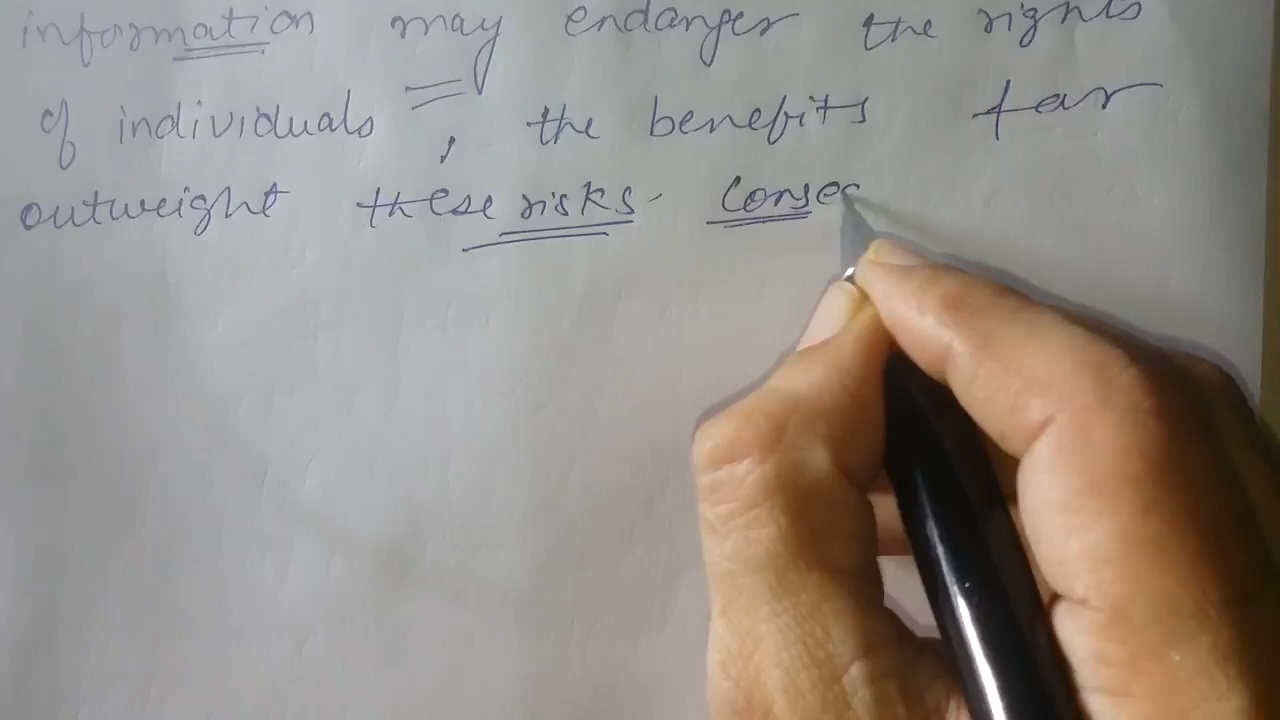 information may endanger the rights
of individuals, the benefits far
outweight these risks. Conse